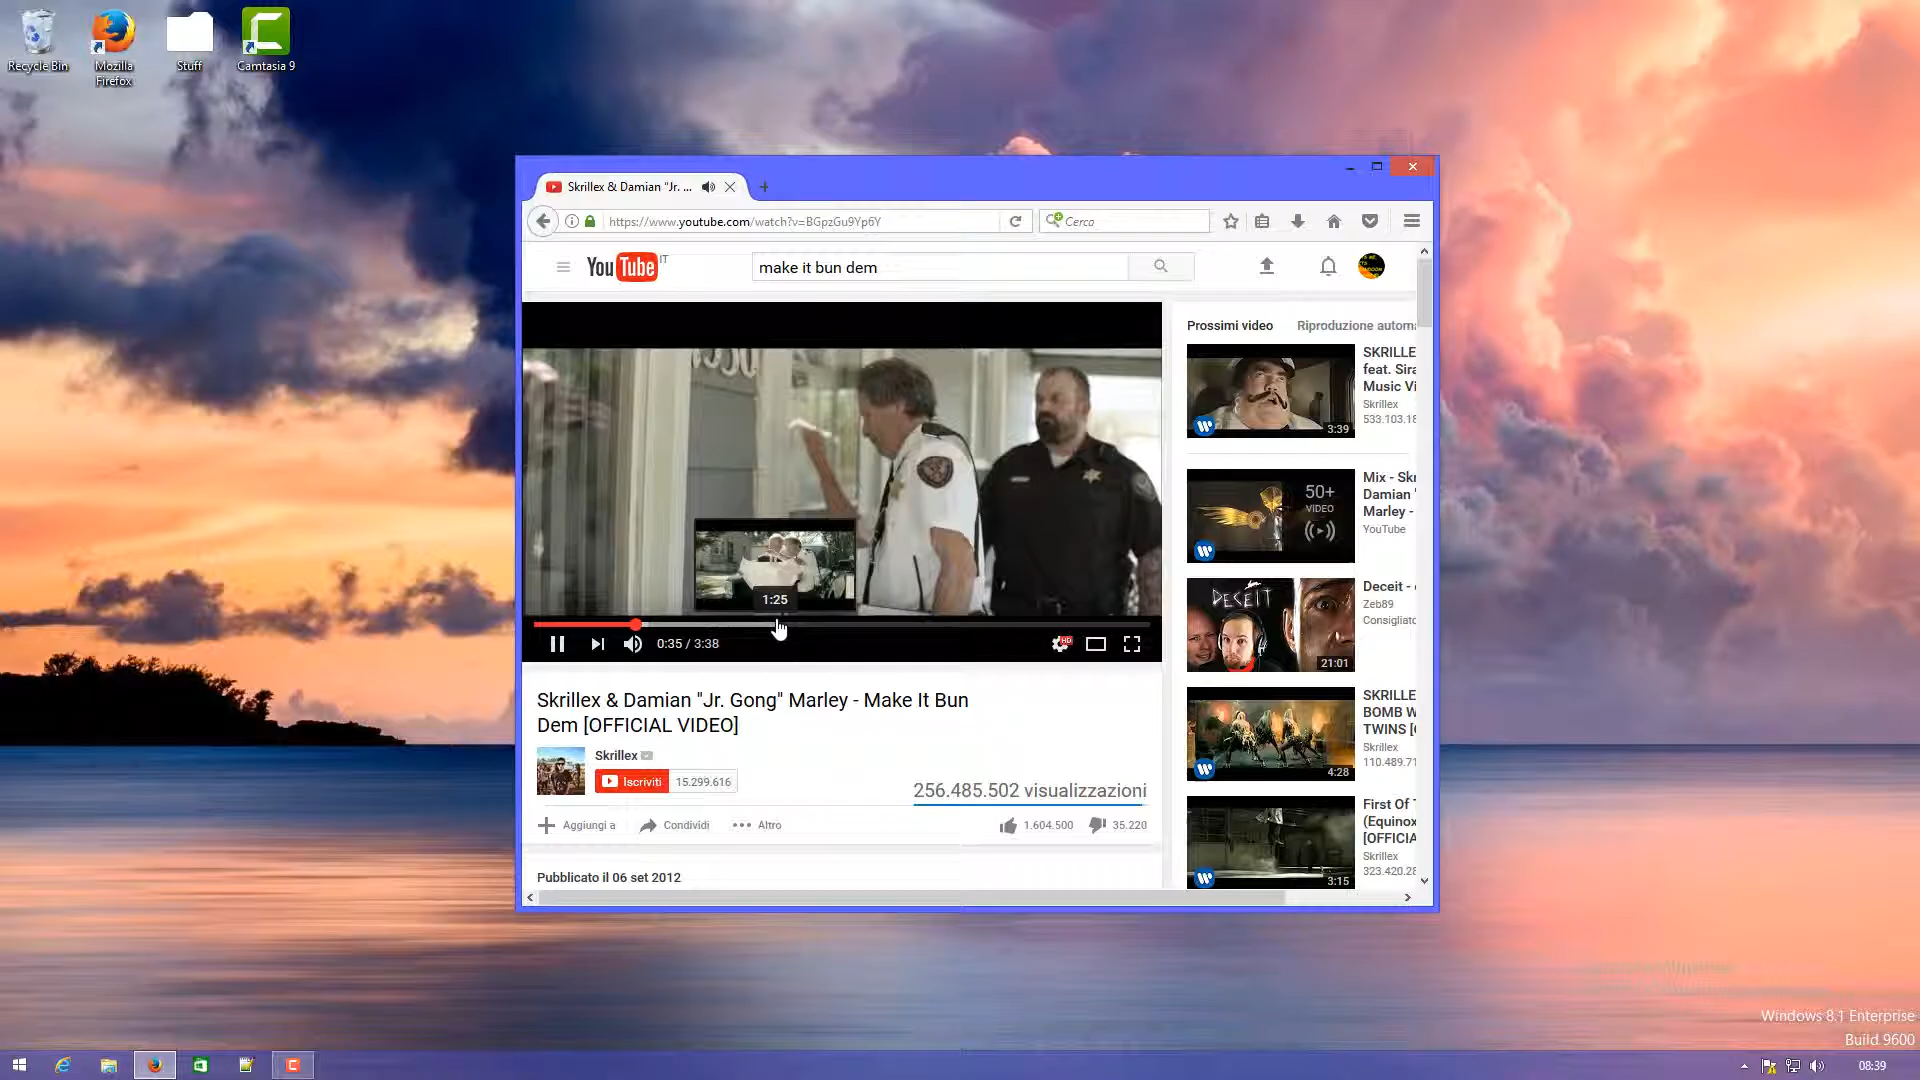 Recycle Bin
Mozilla
Firefox
Stuff
Camtasia 9
Skrillex & Damian "Jr. ...
https://www.youtube.com/watch?v=BGpzGu9Yp6Y
Cerca
YouTube IT
make it bun dem
1:25
0:35 / 3:38
HD
Skrillex & Damian "Jr. Gong" Marley - Make It Bun
Dem [OFFICIAL VIDEO]
Skrillex
Iscriviti 15.299.616
256.485.502 visualizzazioni
Aggiungi a Condividi Altro 1.604.500 35.220
Pubblicato il 06 set 2012
Prossimi video Riproduzione automa
SKRILLE
feat. Sira
Music Vi
Skrillex
533.103.18
3:39
Mix - Skr
Damian "
Marley -
YouTube
50+
VIDEO
Deceit -
Zeb89
Consigliato
DECEIT
21:01
SKRILLE
BOMB W
TWINS [
Skrillex
110.489.71
4:28
First Of T
(Equinox
[OFFICIA
Skrillex
323.420.28
3:15
Windows 8.1 Enterprise
Build 9600
08:39